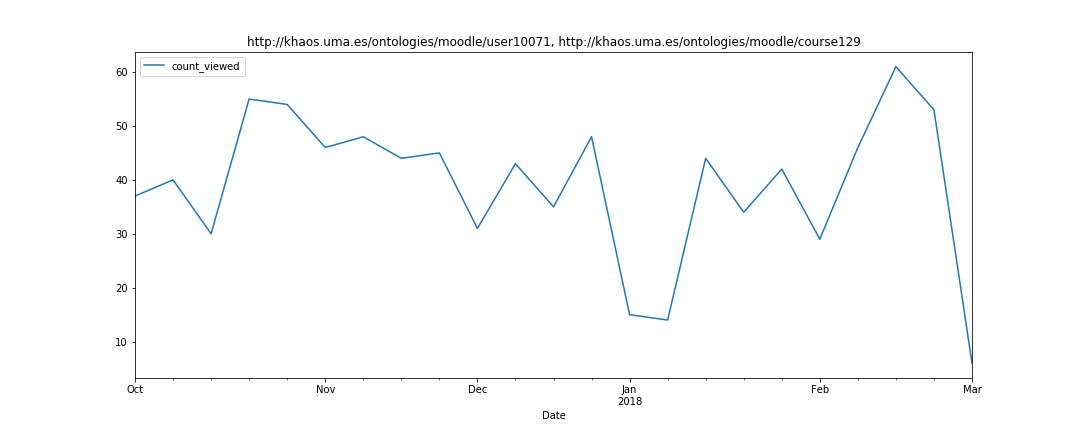 http://khaos.uma.es/ontologies/moodle/user10071, http://khaos.uma.es/ontologies/moodle/course129
count_viewed
60
50
40
30
20
10
Oct Nov Dec Jan Feb Mar
2018
Date